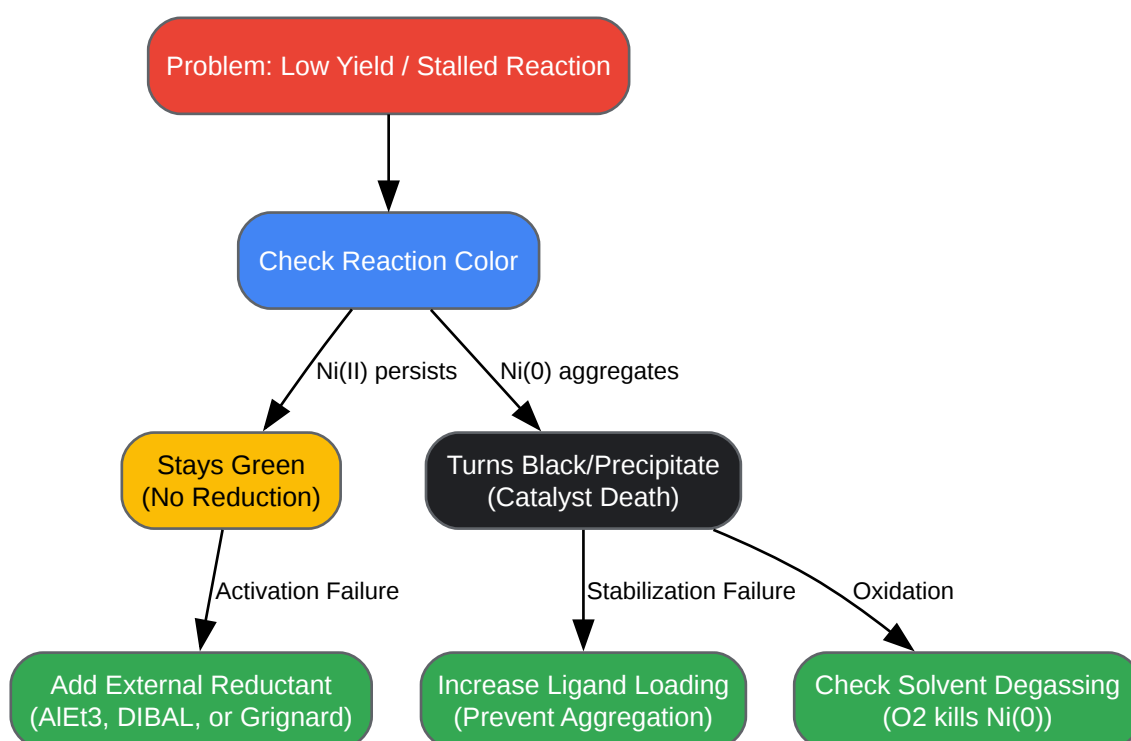 Problem: Low Yield / Stalled Reaction
Check Reaction Color
Ni(II) persists
Ni(0) aggregates
Stays Green
(No Reduction)
Turns Black/Precipitate
(Catalyst Death)
Activation Failure
Stabilization Failure
Oxidation
Add External Reductant
(AlEt3, DIBAL, or Grignard)
Increase Ligand Loading
(Prevent Aggregation)
Check Solvent Degassing
(O2 kills Ni(0))